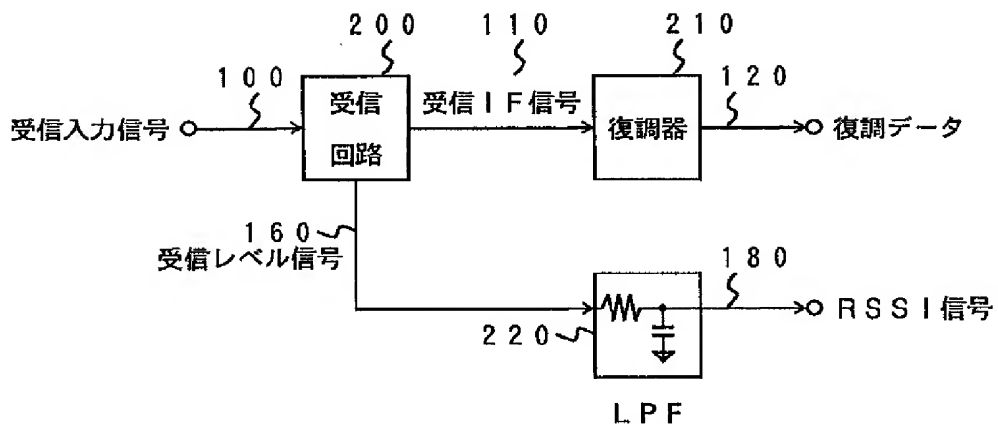 200
110
210
100
120
受信入力信号
受信
回路
受信IF信号
復調器
復調データ
160
受信レベル信号
180
220
RSSI信号
LPF